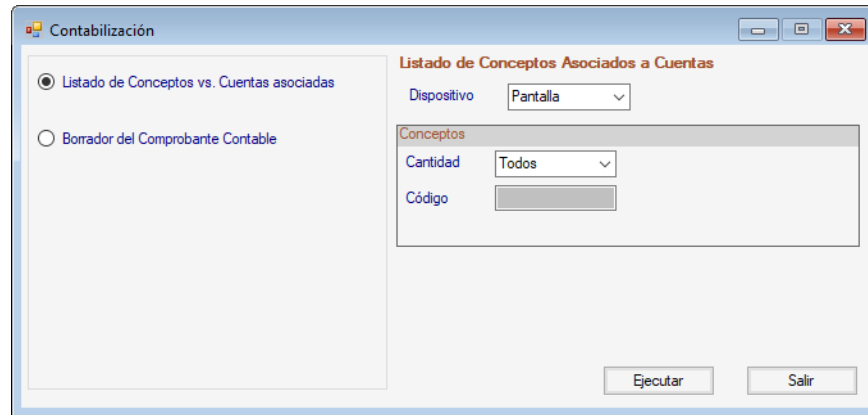 Contabilización
Listado de Conceptos vs. Cuentas asociadas
Borrador del Comprobante Contable
Listado de Conceptos Asociados a Cuentas
Dispositivo Pantalla
Conceptos
Cantidad Todos
Código
Ejecutar Salir